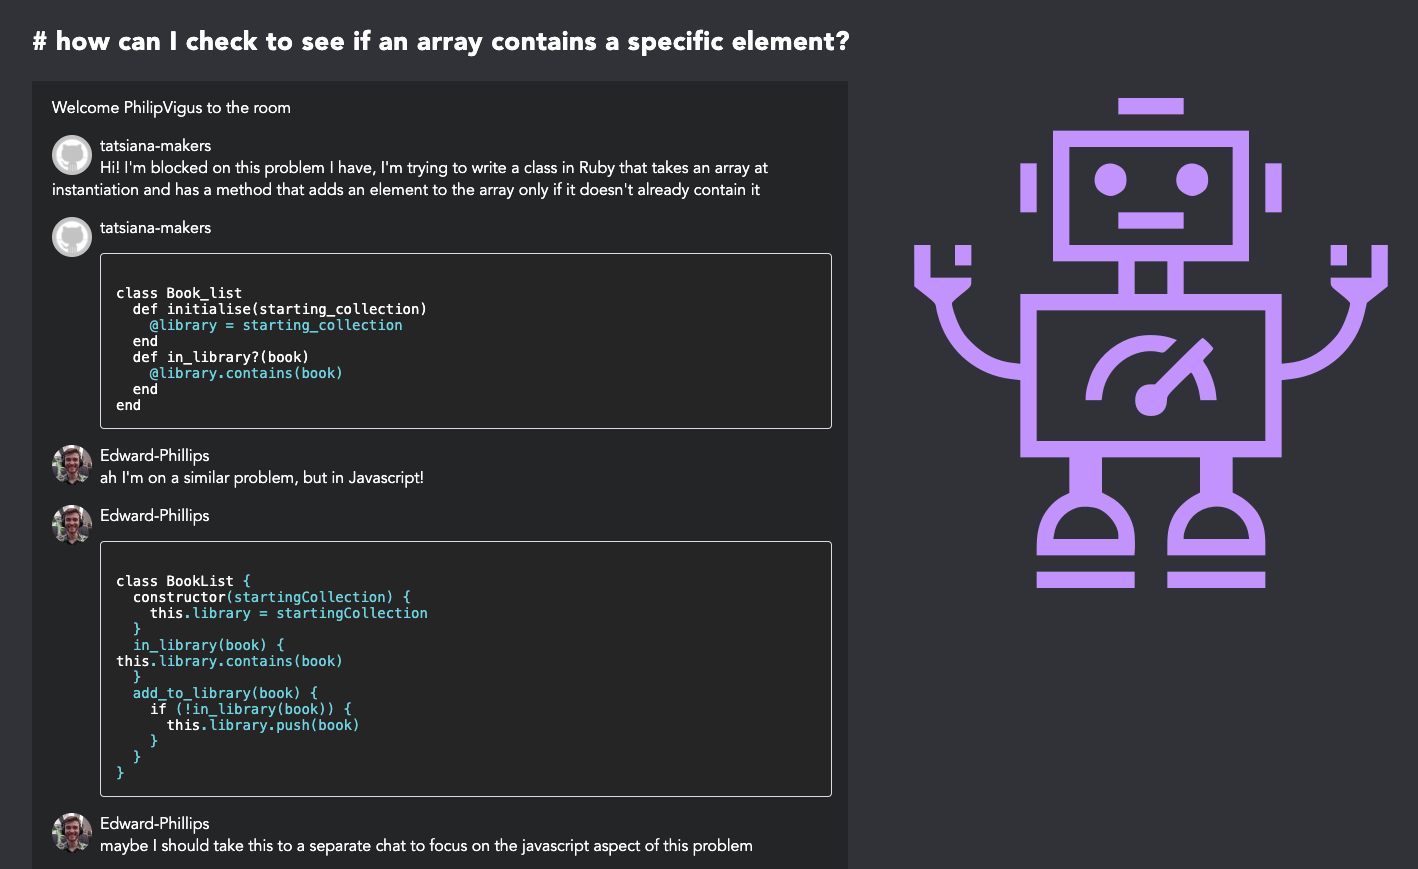 # how can I check to see if an array contains a specific element?
Welcome PhilipVigus to the room
tatsiana-makers
Hi! I'm blocked on this problem I have, I'm trying to write a class in Ruby that takes an array at
instantiation and has a method that adds an element to the array only if it doesn't already contain it
tatsiana-makers
class Book_list
  def initialise(starting_collection)
    @library = starting_collection
  end
  def in_library?(book)
    @library.contains(book)
  end
end
Edward-Phillips
ah I'm on a similar problem, but in Javascript!
Edward-Phillips
class BookList {
  constructor(startingCollection) {
    this.library = startingCollection
  }
  in_library(book) {
this.library.contains(book)
  }
  add_to_library(book) {
    if (!in_library(book)) {
      this.library.push(book)
    }
  }
}
Edward-Phillips
maybe I should take this to a separate chat to focus on the javascript aspect of this problem